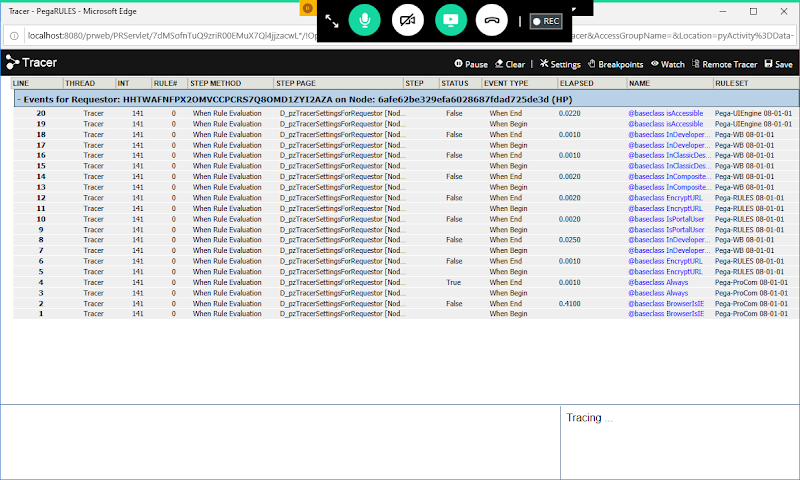 Tracer - PegaRULES - Microsoft Edge
REC
Tracer
Pause Clear | Settings Breakpoints Watch Remote Tracer Save
LINE THREAD INT RULE# STEP METHOD STEP PAGE STEP STATUS EVENT TYPE ELAPSED NAME RULESET
- Events for Requestor: HHTWAFNFPX2OMVCCPCRS7Q8OMD1ZYI2AZA on Node: 6afe62be329efa6028687fdad725de3d (HP)
20 Tracer 141 0 When Rule Evaluation D_pzTracerSettingsForRequestor [Nod... False When End 0.0220 @baseclass isAccessible Pega-UIEngine 08-01-01
19 Tracer 141 0 When Rule Evaluation D_pzTracerSettingsForRequestor [Nod... When Begin @baseclass isAccessible Pega-UIEngine 08-01-01
18 Tracer 141 0 When Rule Evaluation D_pzTracerSettingsForRequestor [Nod... False When End 0.0010 @baseclass InDeveloper... Pega-WB 08-01-01
17 Tracer 141 0 When Rule Evaluation D_pzTracerSettingsForRequestor [Nod... When Begin @baseclass InDeveloper... Pega-WB 08-01-01
16 Tracer 141 0 When Rule Evaluation D_pzTracerSettingsForRequestor [Nod... False When End 0.0010 @baseclass InClassicDes... Pega-WB 08-01-01
15 Tracer 141 0 When Rule Evaluation D_pzTracerSettingsForRequestor [Nod... When Begin @baseclass InClassicDes... Pega-WB 08-01-01
14 Tracer 141 0 When Rule Evaluation D_pzTracerSettingsForRequestor [Nod... False When End 0.0010 @baseclass InComposite... Pega-WB 08-01-01
13 Tracer 141 0 When Rule Evaluation D_pzTracerSettingsForRequestor [Nod... When Begin @baseclass InComposite... Pega-WB 08-01-01
12 Tracer 141 0 When Rule Evaluation D_pzTracerSettingsForRequestor [Nod... False When End 0.0020 @baseclass EncryptURL Pega-RULES 08-01-01
11 Tracer 141 0 When Rule Evaluation D_pzTracerSettingsForRequestor [Nod... When Begin @baseclass EncryptURL Pega-RULES 08-01-01
10 Tracer 141 0 When Rule Evaluation D_pzTracerSettingsForRequestor [Nod... False When End 0.0020 @baseclass IsPortalUser Pega-RULES 08-01-01
9 Tracer 141 0 When Rule Evaluation D_pzTracerSettingsForRequestor [Nod... When Begin @baseclass IsPortalUser Pega-RULES 08-01-01
8 Tracer 141 0 When Rule Evaluation D_pzTracerSettingsForRequestor [Nod... False When End 0.0250 @baseclass InDeveloper... Pega-WB 08-01-01
7 Tracer 141 0 When Rule Evaluation D_pzTracerSettingsForRequestor [Nod... When Begin @baseclass InDeveloper... Pega-WB 08-01-01
6 Tracer 141 0 When Rule Evaluation D_pzTracerSettingsForRequestor [Nod... False When End 0.0010 @baseclass EncryptURL Pega-RULES 08-01-01
5 Tracer 141 0 When Rule Evaluation D_pzTracerSettingsForRequestor [Nod... When Begin @baseclass EncryptURL Pega-RULES 08-01-01
4 Tracer 141 0 When Rule Evaluation D_pzTracerSettingsForRequestor [Nod... True When End 0.0010 @baseclass Always Pega-ProCom 08-01-01
3 Tracer 141 0 When Rule Evaluation D_pzTracerSettingsForRequestor [Nod... When Begin @baseclass Always Pega-ProCom 08-01-01
2 Tracer 141 0 When Rule Evaluation D_pzTracerSettingsForRequestor [Nod... False When End 0.4100 @baseclass BrowserIsIE Pega-ProCom 08-01-01
1 Tracer 141 0 When Rule Evaluation D_pzTracerSettingsForRequestor [Nod... When Begin @baseclass BrowserIsIE Pega-ProCom 08-01-01
Tracing ...